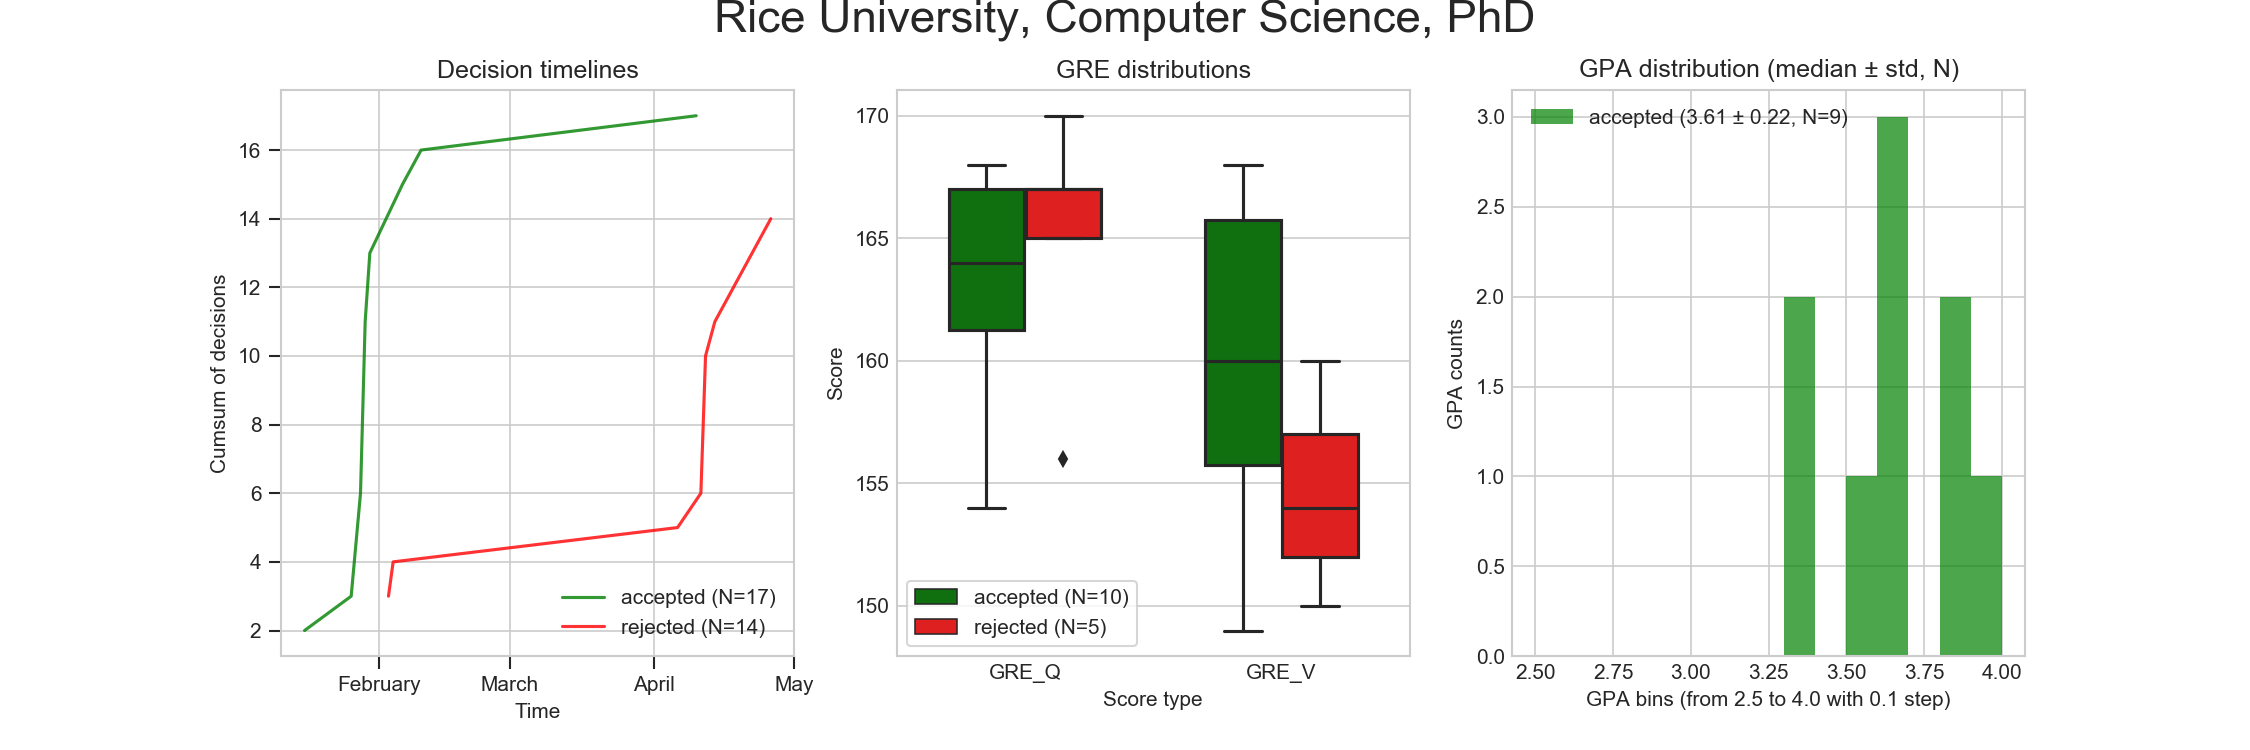 Rice University, Computer Science, PhD
Decision timelines
Cumsum of decisions
16
14
12
10
8
6
4
2
accepted (N=17)
rejected (N=14)
February March April May
Time
GRE distributions
Score
170
165
160
155
150
accepted (N=10)
rejected (N=5)
GRE_Q GRE_V
Score type
GPA distribution (median ± std, N)
GPA counts
3.0
2.5
2.0
1.5
1.0
0.5
0.0
accepted (3.61 ± 0.22, N=9)
2.50 2.75 3.00 3.25 3.50 3.75 4.00
GPA bins (from 2.5 to 4.0 with 0.1 step)